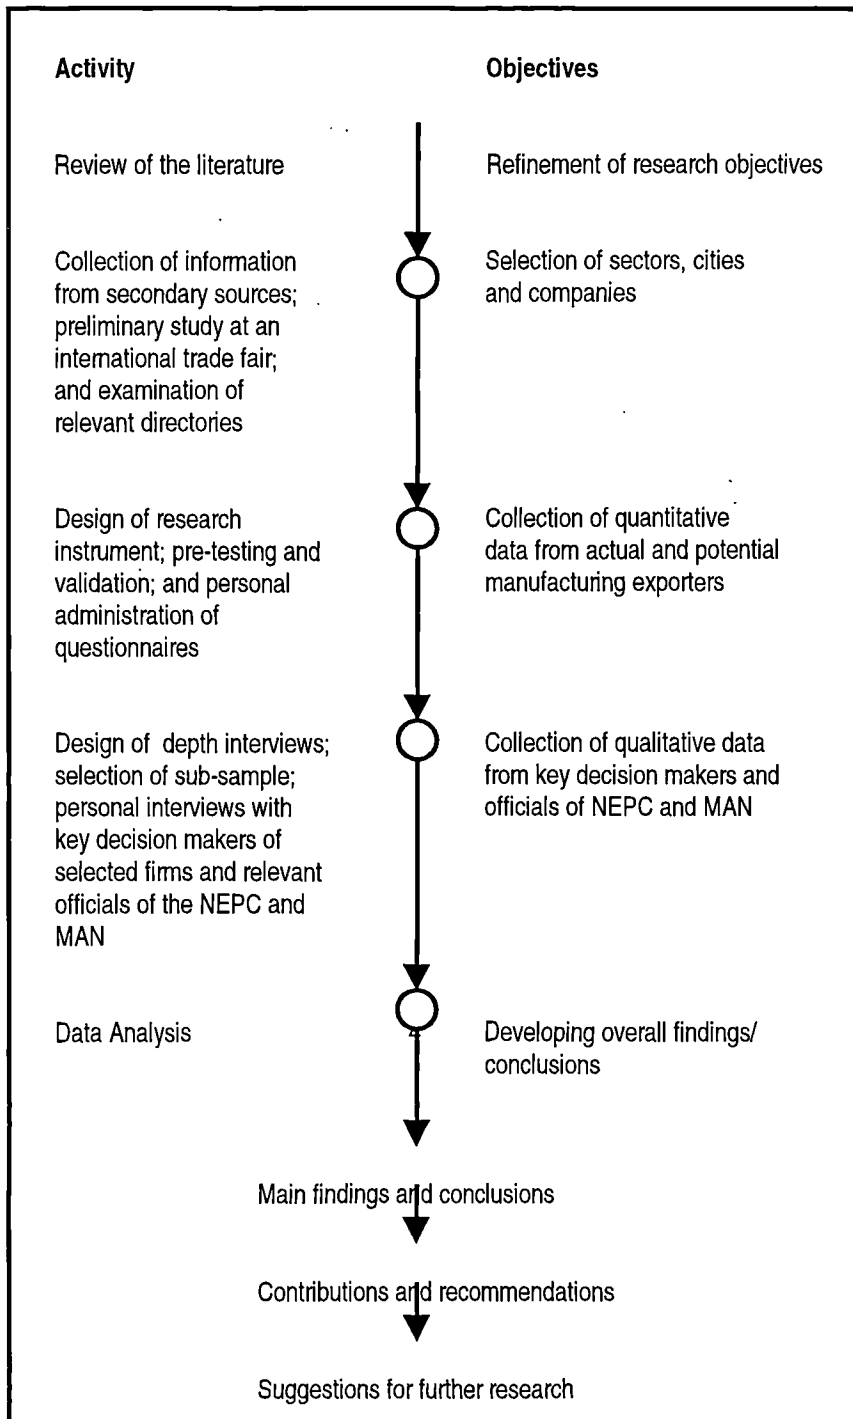 Activity
Objectives
Review of the literature
Refinement of research objectives
Collection of information
from secondary sources;
preliminary study at an
international trade fair;
and examination of
relevant directories
Selection of sectors, cities
and companies
Design of research
instrument; pre-testing and
validation; and personal
administration of
questionnaires
Collection of quantitative
data from actual and potential
manufacturing exporters
Design of depth interviews;
selection of sub-sample;
personal interviews with
key decision makers of
selected firms and relevant
officials of the NEPC and
MAN
Collection of qualitative data
from key decision makers and
officials of NEPC and MAN
Data Analysis
Developing overall findings/
conclusions
Main findings and conclusions
Contributions and recommendations
Suggestions for further research